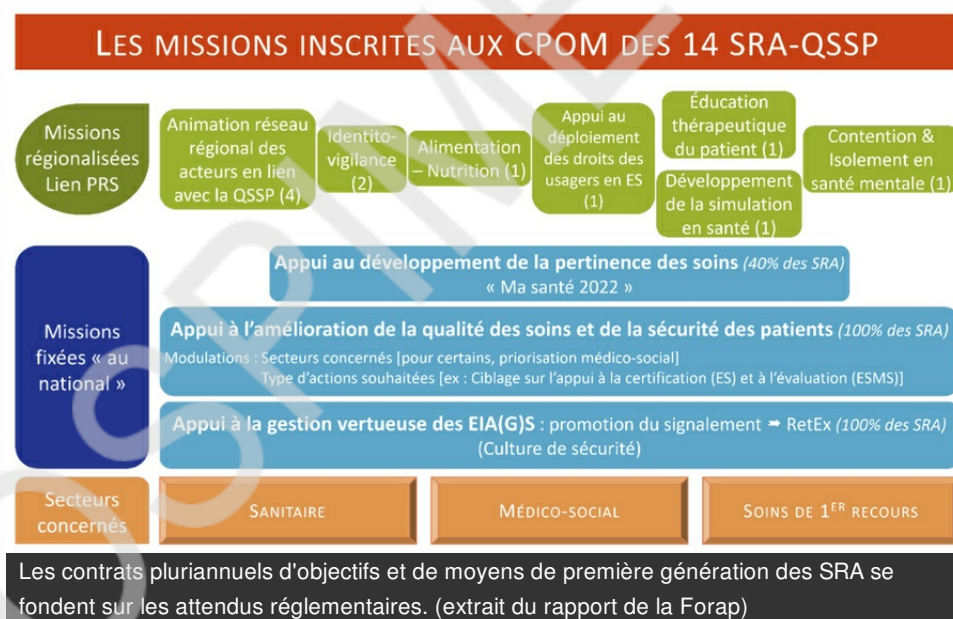 LES MISSIONS INSCRITES AUX CPOM DES 14 SRA-QSSP
Missions
régionalisées
Lien PRS
Animation réseau
régional des
acteurs en lien
avec la QSSP (4)
Identito-
vigilance
(2)
Alimentation
– Nutrition (1)
Appui au
déploiement
des droits des
usagers en ES
(1)
Éducation
thérapeutique
du patient (1)
Développement
de la simulation
en santé (1)
Contention &
Isolement en
santé mentale (1)
Missions
fixées « au
national »
Appui au développement de la pertinence des soins (40% des SRA)
« Ma santé 2022 »
Appui à l'amélioration de la qualité des soins et de la sécurité des patients (100% des SRA)
Modulations : Secteurs concernés [pour certains, priorisation médico-social]
Type d'actions souhaitées [ex : Ciblage sur l'appui à la certification (ES) et à l'évaluation (ESMS)]
Appui à la gestion vertueuse des EIA(G)S : promotion du signalement ➡ RetEx (100% des SRA)
(Culture de sécurité)
Secteurs
concernés
SANITAIRE
MÉDICO-SOCIAL
SOINS DE 1ER RECOURS
Les contrats pluriannuels d'objectifs et de moyens de première génération des SRA se
fondent sur les attendus réglementaires. (extrait du rapport de la Forap)